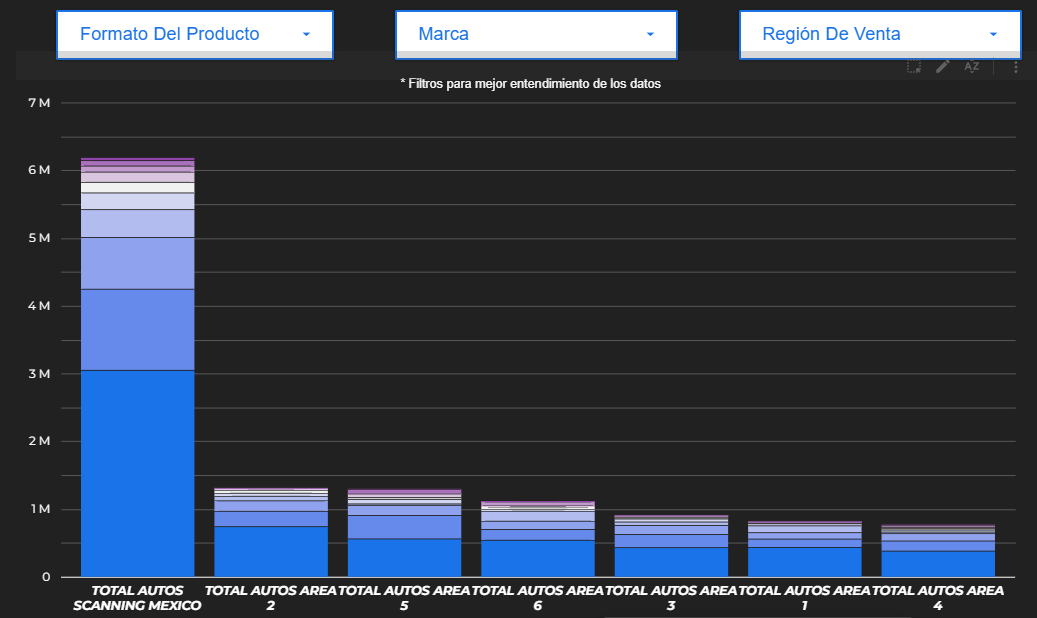 Formato Del Producto
Marca
Región De Venta
* Filtros para mejor entendimiento de los datos
7 M
6 M
5 M
4 M
3 M
2 M
1 M
0
TOTAL AUTOS SCANNING MEXICO
TOTAL AUTOS AREA 2
TOTAL AUTOS AREA 5
TOTAL AUTOS AREA 6
TOTAL AUTOS AREA 3
TOTAL AUTOS AREA 1
TOTAL AUTOS AREA 4